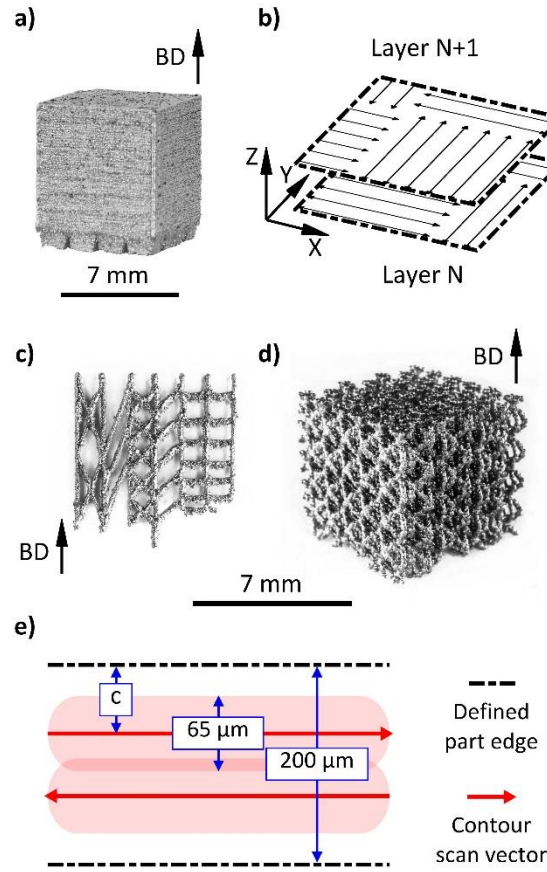 a)
BD
7 mm
b)
Layer N+1
Z
Y
X
Layer N
c)
BD
d)
BD
7 mm
e)
c
65 µm
200 µm
Defined
part edge
Contour
scan vector